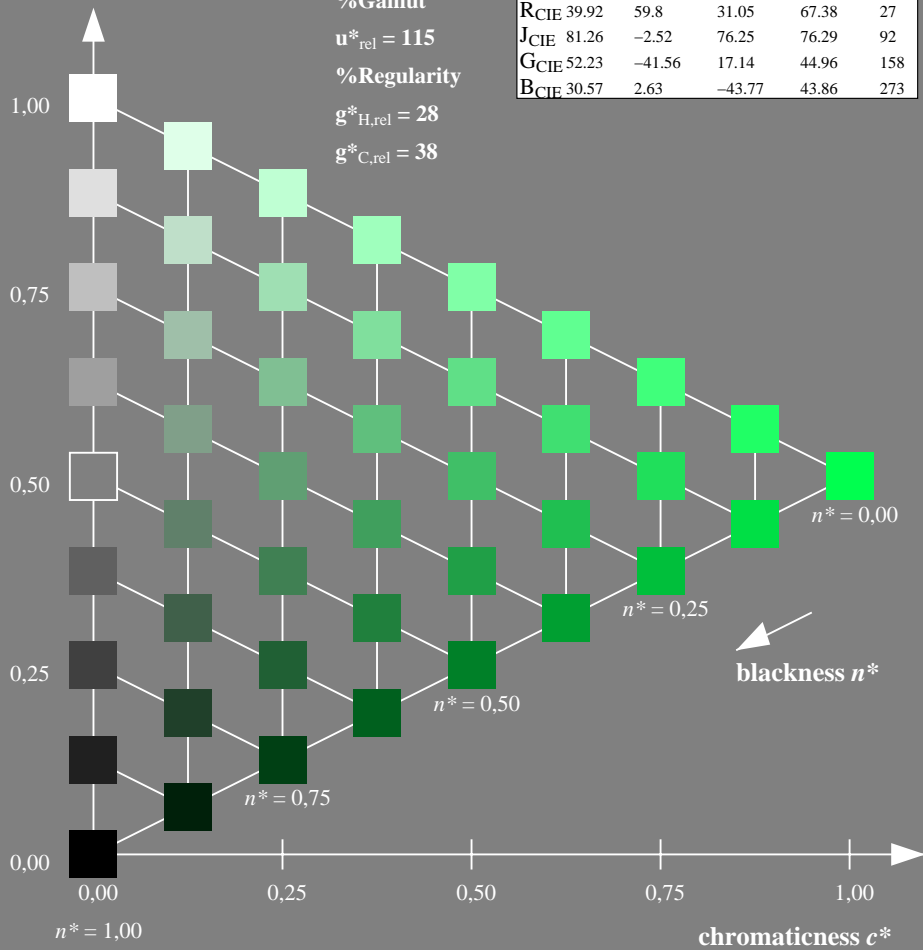 %Gamut
u*rel = 115
%Regularity
g*H,rel = 28
g*C,rel = 38
RCIE 39.92 59.8 31.05 67.38 27
JCIE 81.26 −2.52 76.25 76.29 92
GCIE 52.23 −41.56 17.14 44.96 158
BCIE 30.57 2.63 −43.77 43.86 273
1,00
0,75
0,50
0,25
0,00
n* = 0,00
n* = 0,25
blackness n*
n* = 0,50
n* = 0,75
0,00 0,25 0,50 0,75 1,00
n* = 1,00
chromaticness c*